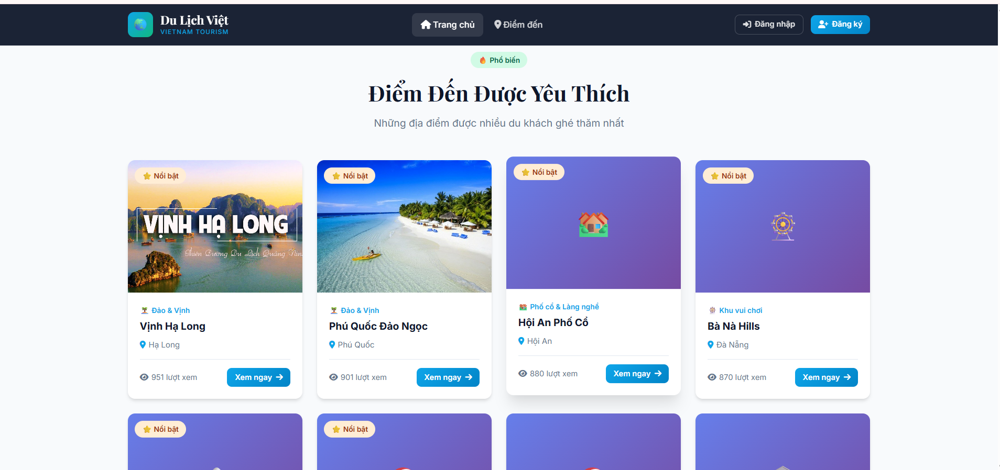 Du Lịch Việt
VIETNAM TOURISM
Trang chủ
Điểm đến
Đăng nhập
Đăng ký
Phổ biến
Điểm Đến Được Yêu Thích
Những địa điểm được nhiều du khách ghé thăm nhất
Nổi bật
VỊNH HẠ LONG
Thiên Đường Du Lịch Quảng Nin
Đảo & Vịnh
Vịnh Hạ Long
Hạ Long
951 lượt xem
Xem ngay
Nổi bật
Đảo & Vịnh
Phú Quốc Đảo Ngọc
Phú Quốc
901 lượt xem
Xem ngay
Nổi bật
Phố cổ & Làng nghề
Hội An Phố Cổ
Hội An
880 lượt xem
Xem ngay
Nổi bật
Khu vui chơi
Bà Nà Hills
Đà Nẵng
870 lượt xem
Xem ngay
Nổi bật
Nổi bật